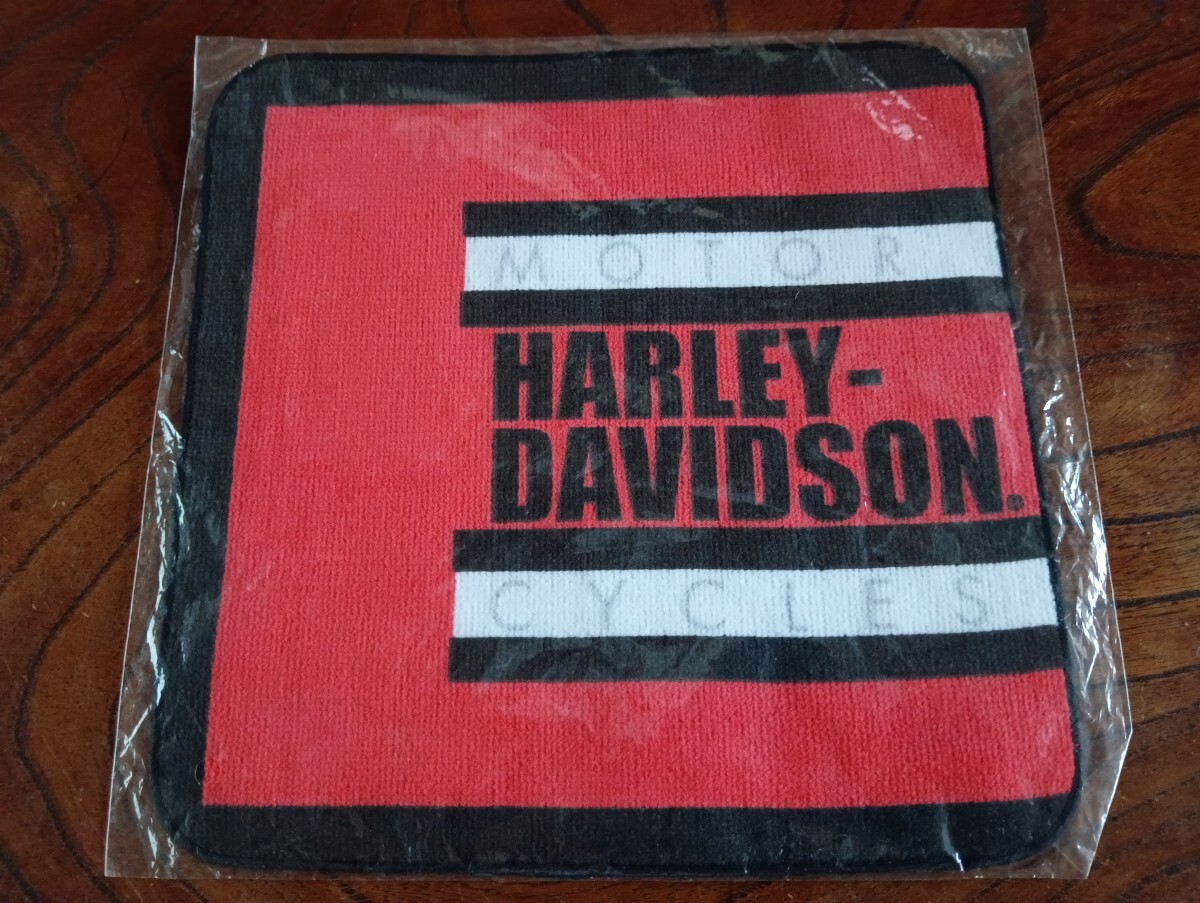 MOTOR
HARLEY-
DAVIDSON.
CYCLES